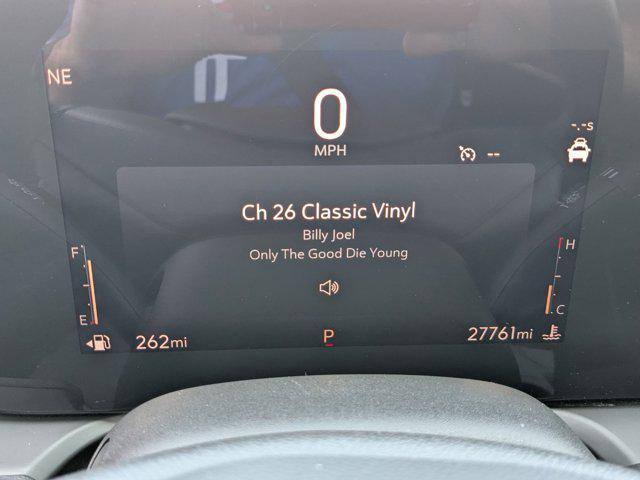 NE
0
MPH
-.-s
--
Ch 26 Classic Vinyl
Billy Joel
Only The Good Die Young
F
H
E
C
262mi
P
27761mi